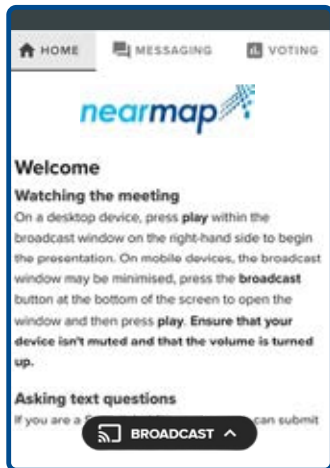 HOME MESSAGING VOTING
nearmap
Welcome
Watching the meeting
On a desktop device, press play within the
broadcast window on the right-hand side to begin
the presentation. On mobile devices, the broadcast
window may be minimised, press the broadcast
button at the bottom of the screen to open the
window and then press play. Ensure that your
device isn't muted and that the volume is turned
up.
Asking text questions
If you are a can submit
BROADCAST